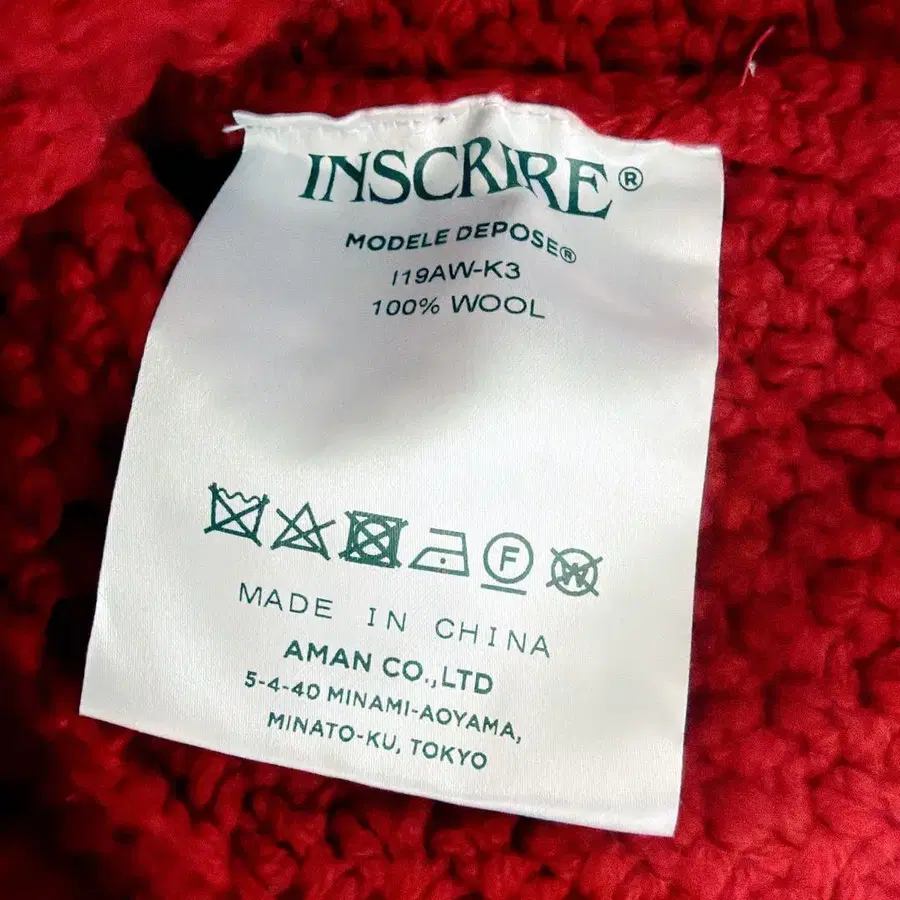 INSCRIRE®
MODELE DEPOSE®
I19AW-K3
100% WOOL
F W
MADE IN CHINA
AMAN CO.,LTD
5-4-40 MINAMI-AOYAMA,
MINATO-KU, TOKYO